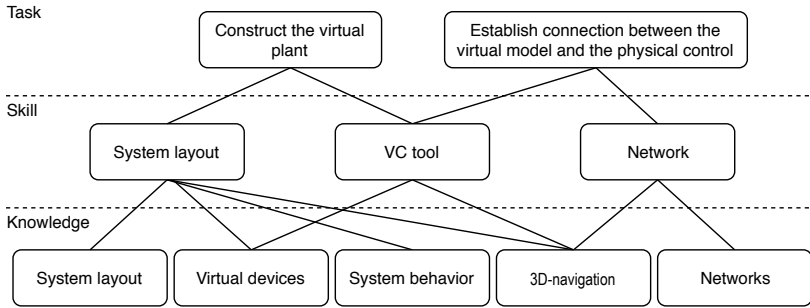 Task
Construct the virtual
plant
Establish connection between the
virtual model and the physical control
Skill
System layout
VC tool
Network
Knowledge
System layout
Virtual devices
System behavior
3D-navigation
Networks